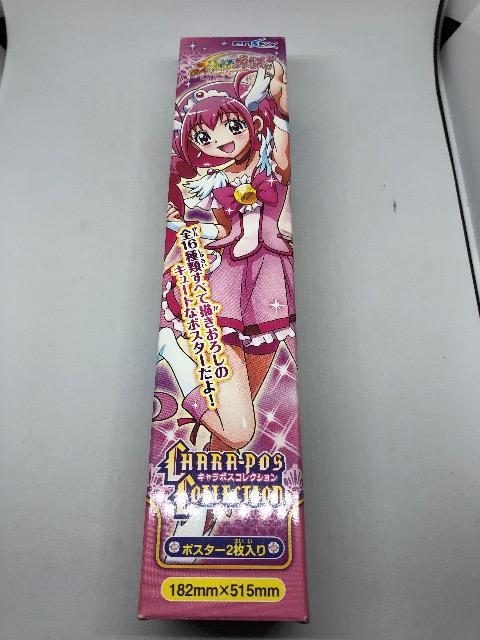 ensky
全16種類すべて描きおろしの
キュートなポスターだよ!
CHARA-POS
キャラポスコレクション
COLLECTION
ポスター2枚入り
182mm×515mm